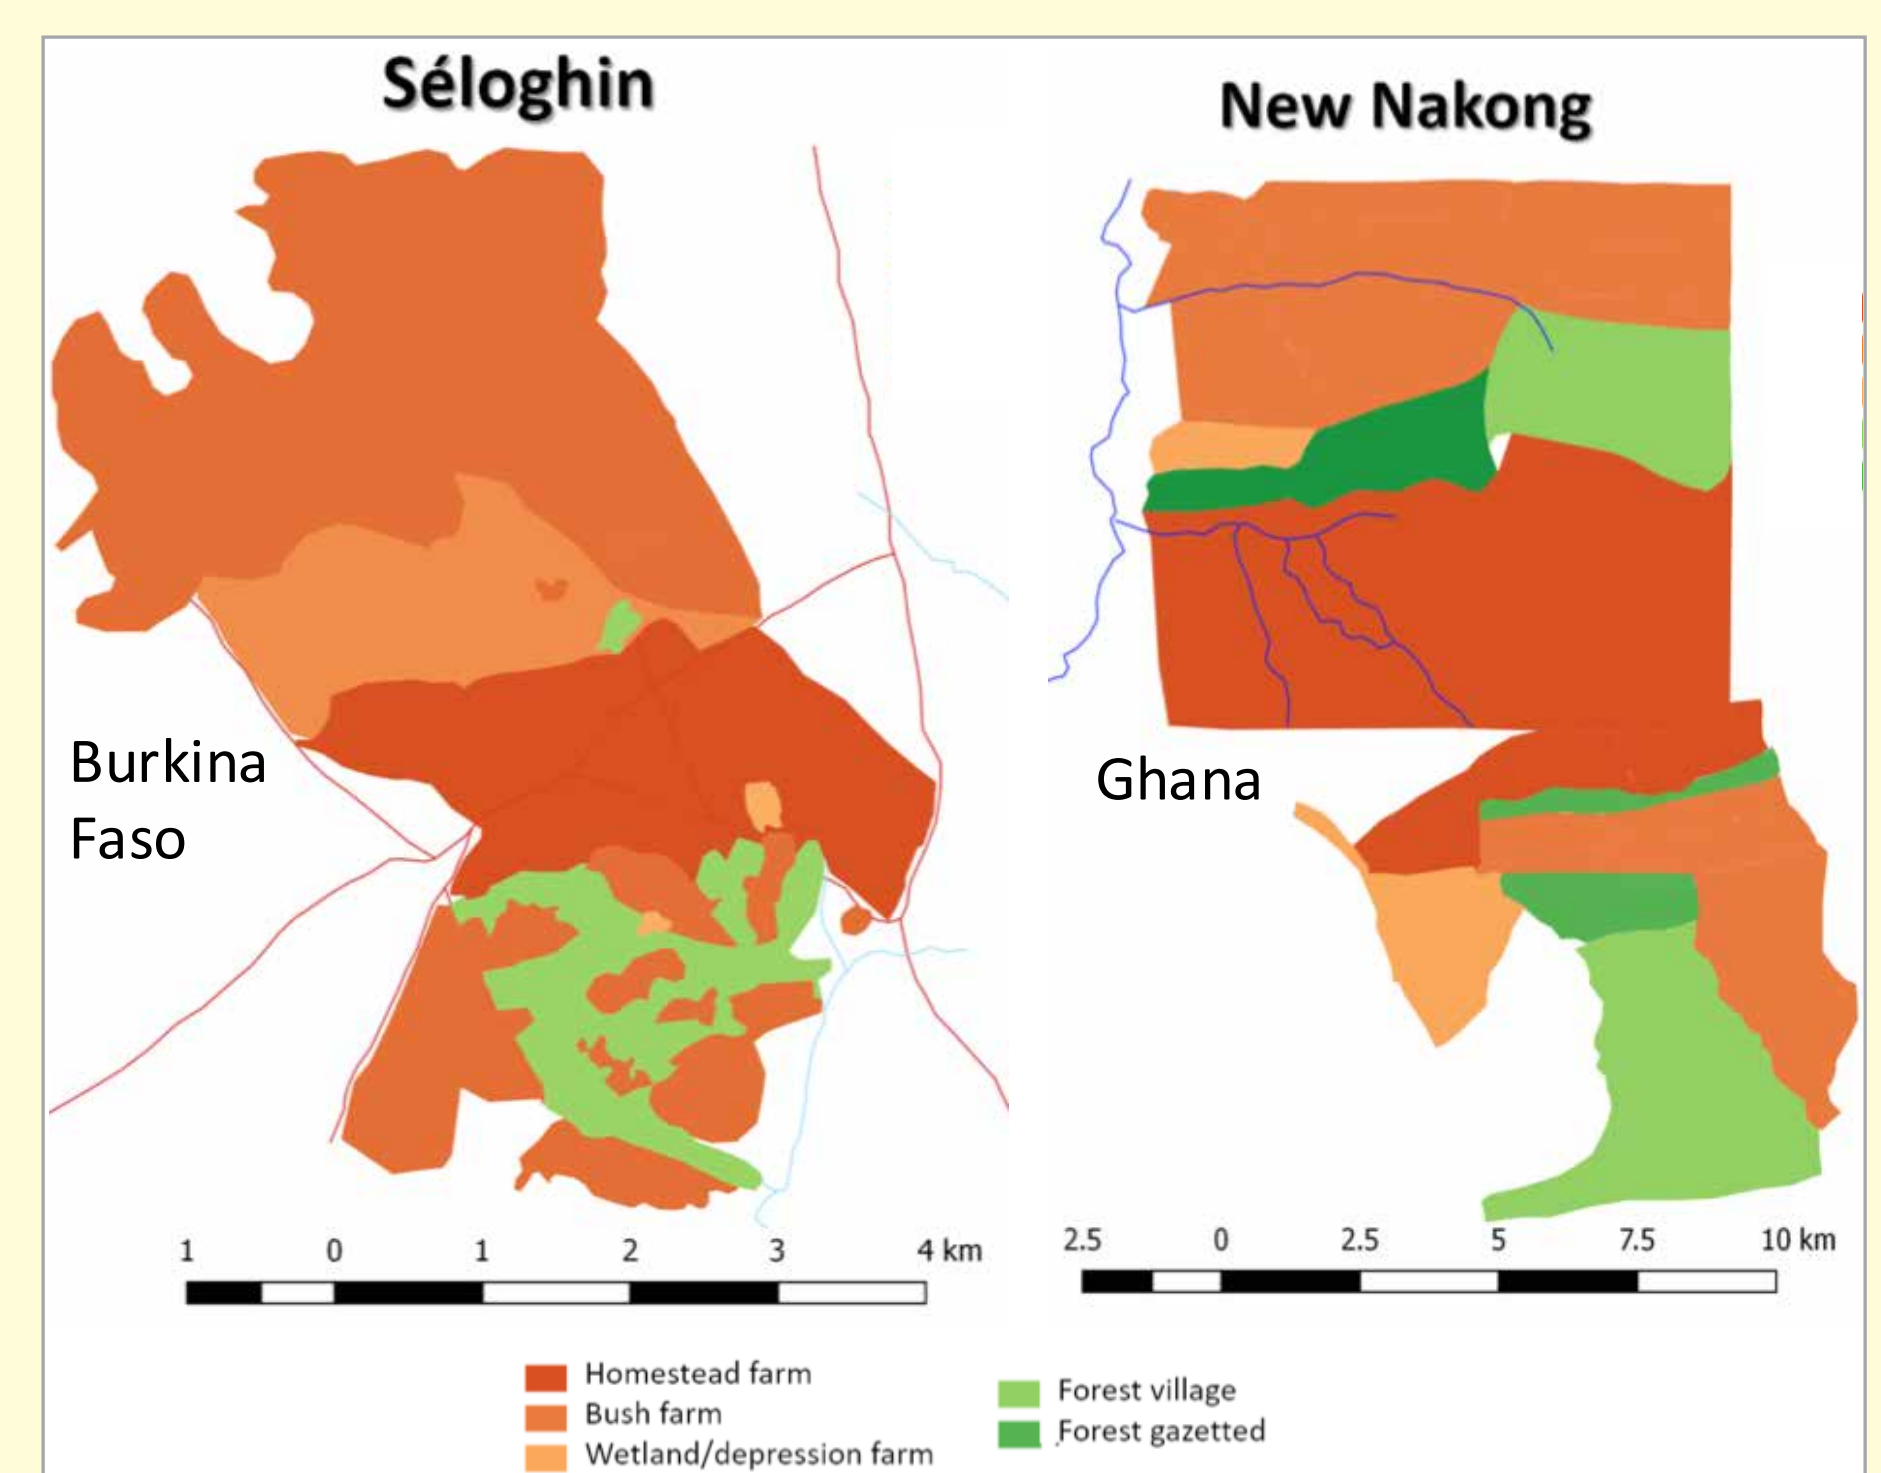 Séloghin
New Nakong
Burkina
Faso
Ghana
1 0 1 2 3 4 km
2.5 0 2.5 5 7.5 10 km
Homestead farm
Bush farm
Wetland/depression farm
Forest village
Forest gazetted